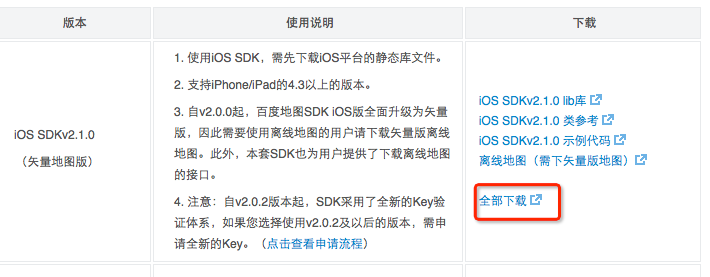 版本
使用说明
下载
iOS SDKv2.1.0
（矢量地图版）
1. 使用iOS SDK，需先下载iOS平台的静态库文件。
2. 支持iPhone/iPad的4.3以上的版本。
3. 自v2.0.0起，百度地图SDK iOS版全面升级为矢量
版，因此需要使用离线地图的用户请下载矢量版离线
地图。此外，本套SDK也为用户提供了下载离线地图
的接口。
4. 注意：自v2.0.2版本起，SDK采用了全新的Key验
证体系，如果您选择使用v2.0.2及以后的版本，需申
请全新的Key。（点击查看申请流程）
iOS SDKv2.1.0 lib库
iOS SDKv2.1.0 类参考
iOS SDKv2.1.0 示例代码
离线地图（需下矢量版地图）
全部下载